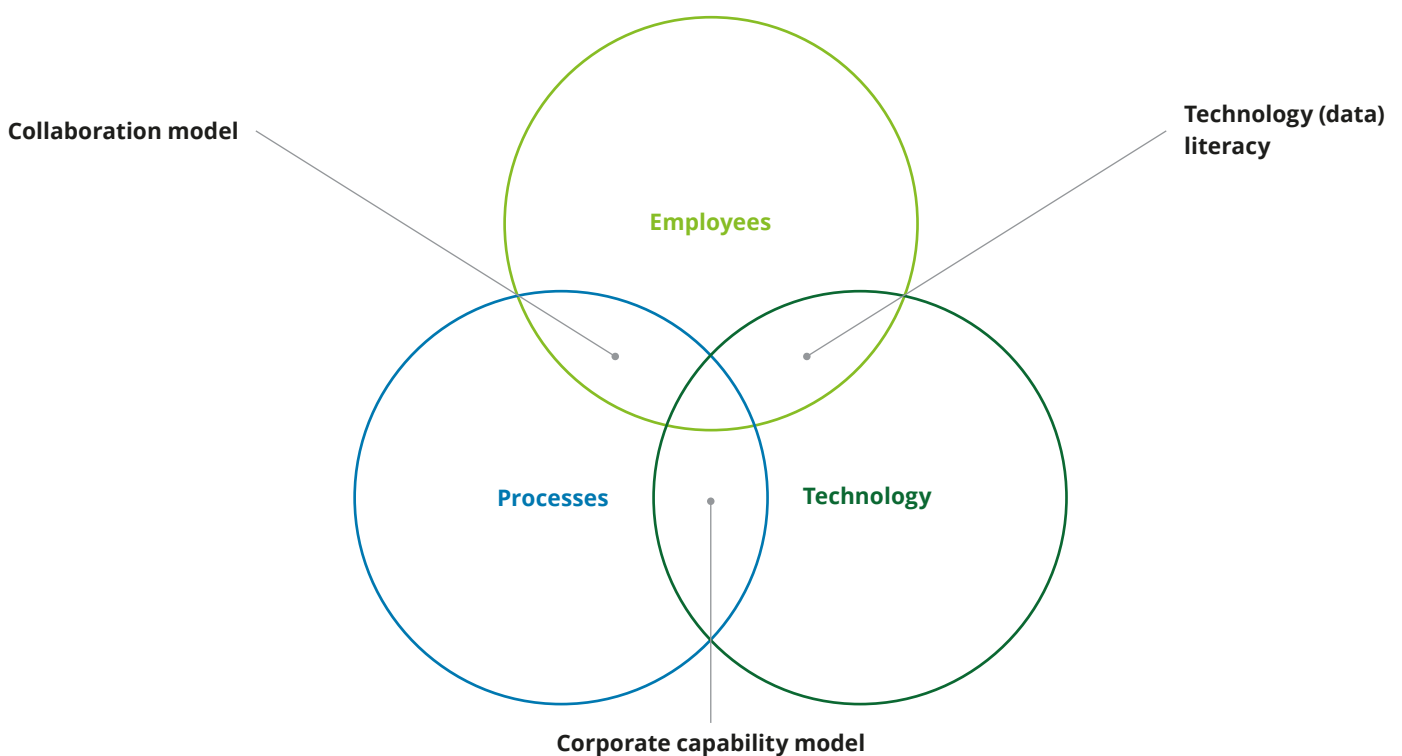 Collaboration model
Technology (data)
literacy
Employees
Processes
Technology
Corporate capability model